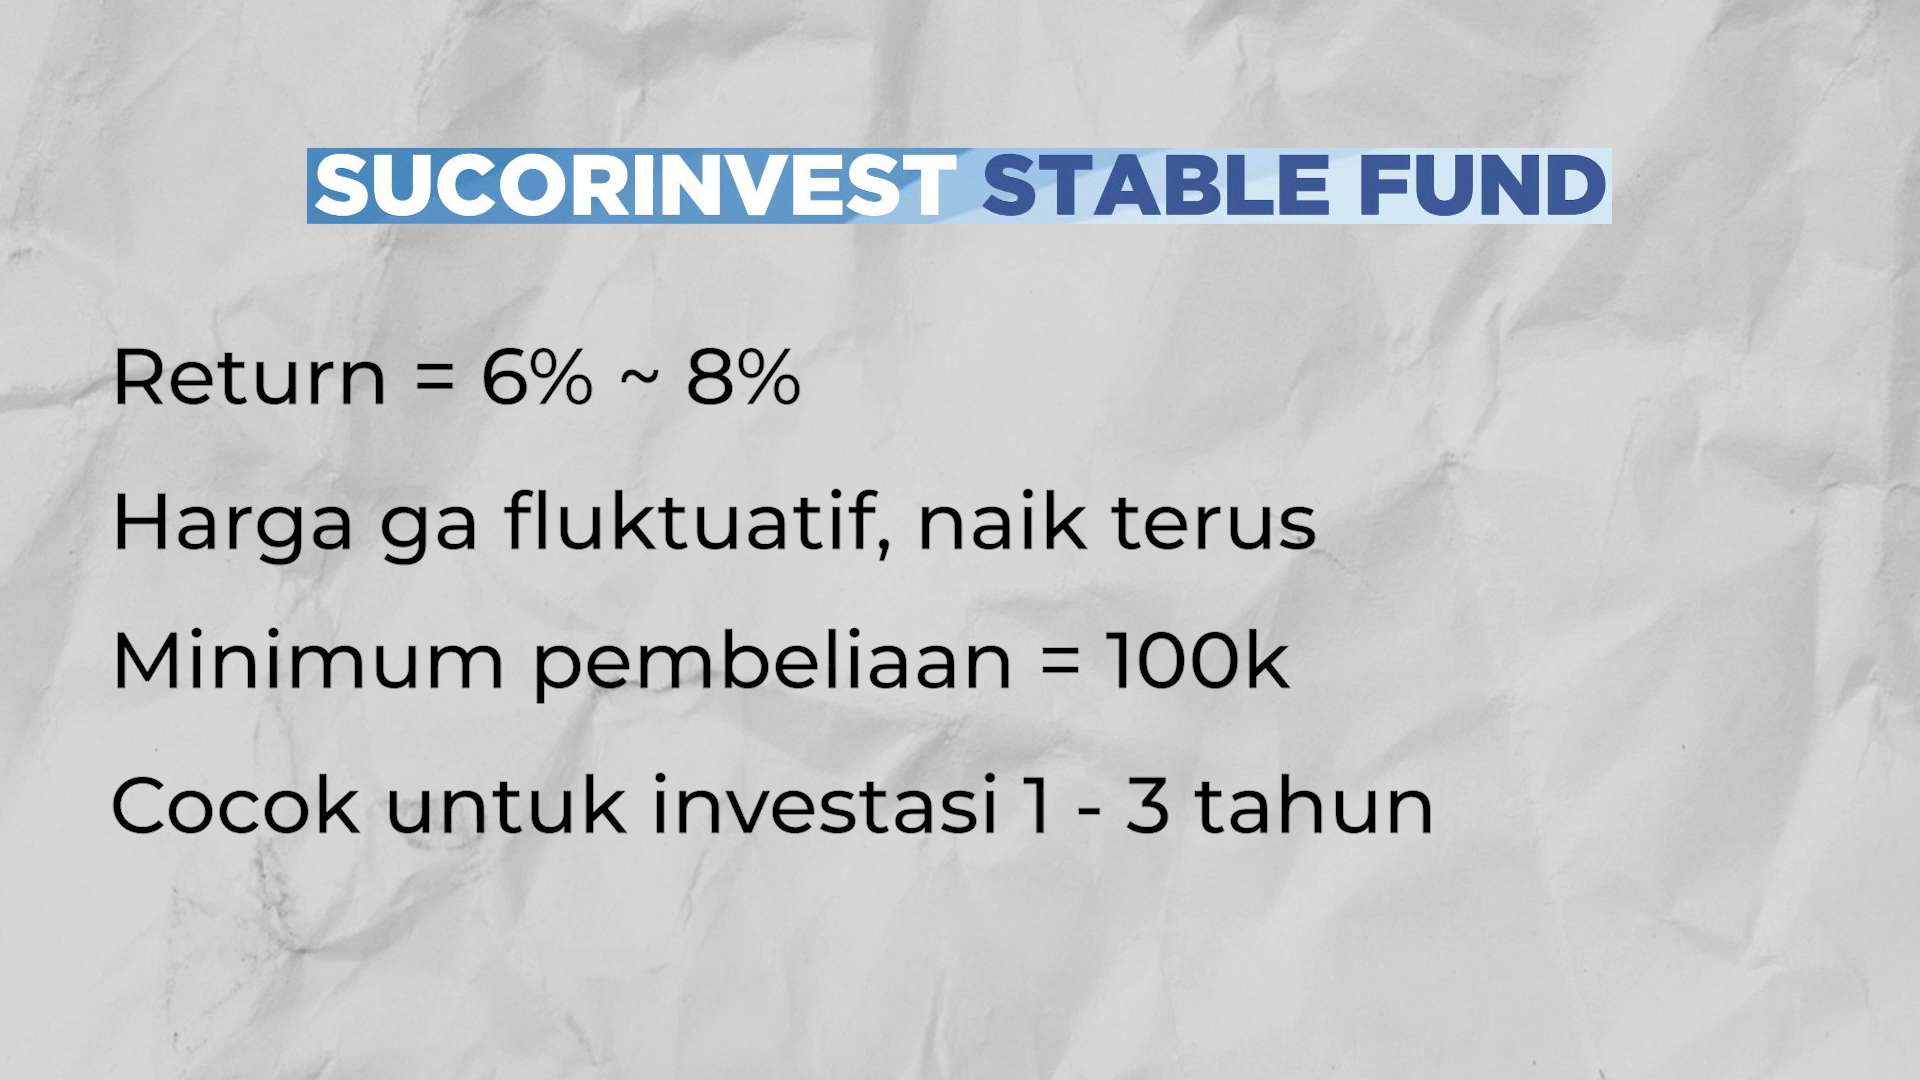 SUCORINVEST STABLE FUND
Return = 6% ~ 8%
Harga ga fluktuatif, naik terus
Minimum pembeliaan = 100k
Cocok untuk investasi 1 - 3 tahun